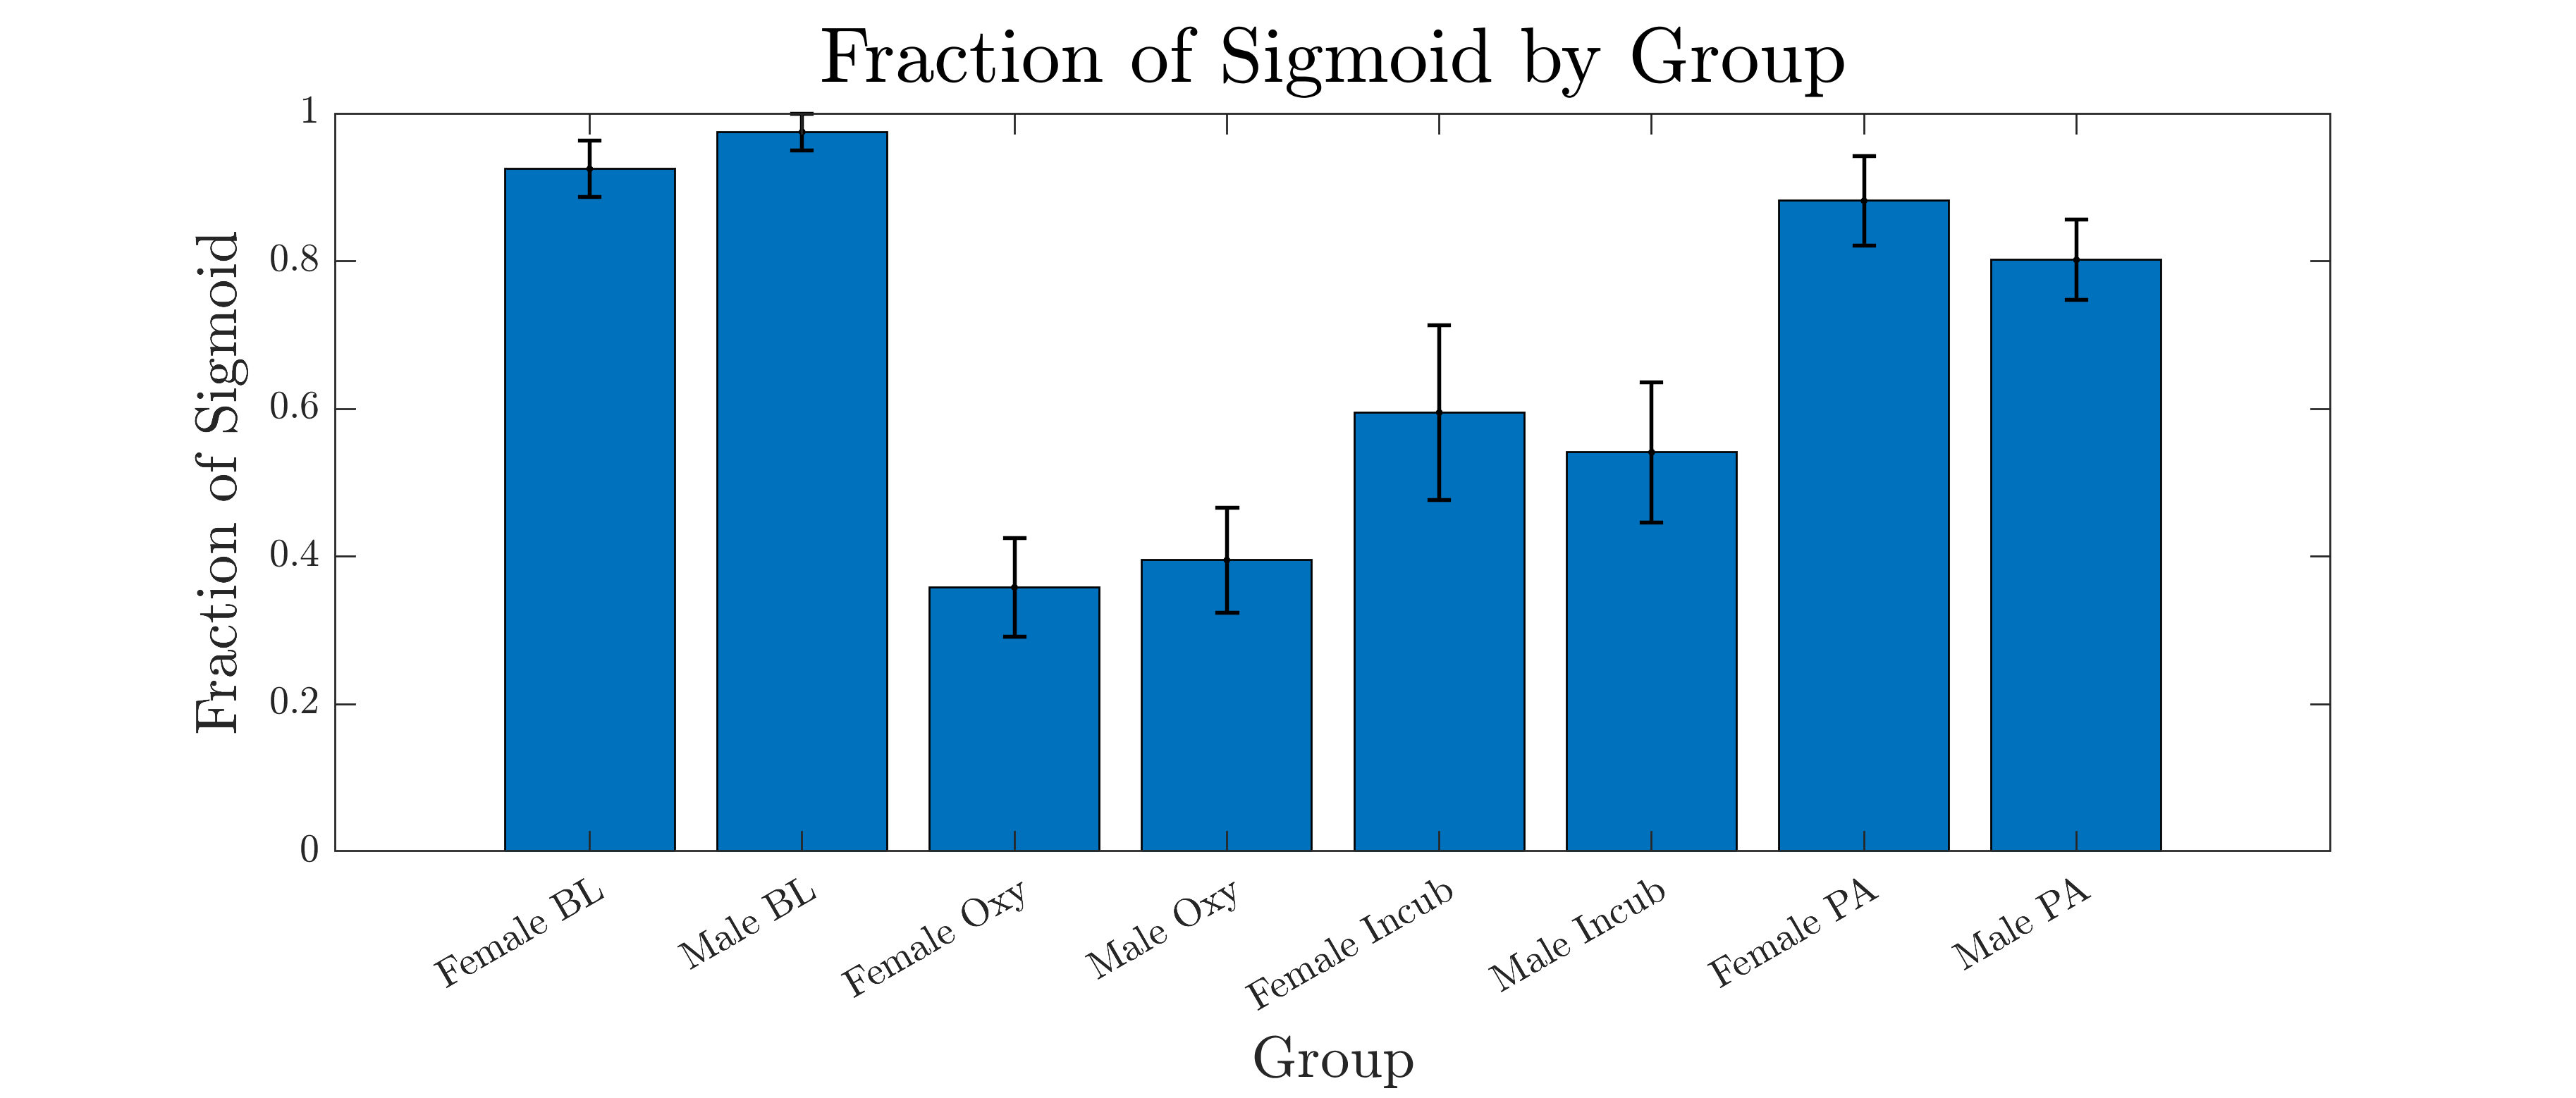 Fraction of Sigmoid by Group
Fraction of Sigmoid
1
0.8
0.6
0.4
0.2
0
Female BL
Male BL
Female Oxy
Male Oxy
Female Incub
Male Incub
Female PA
Male PA
Group